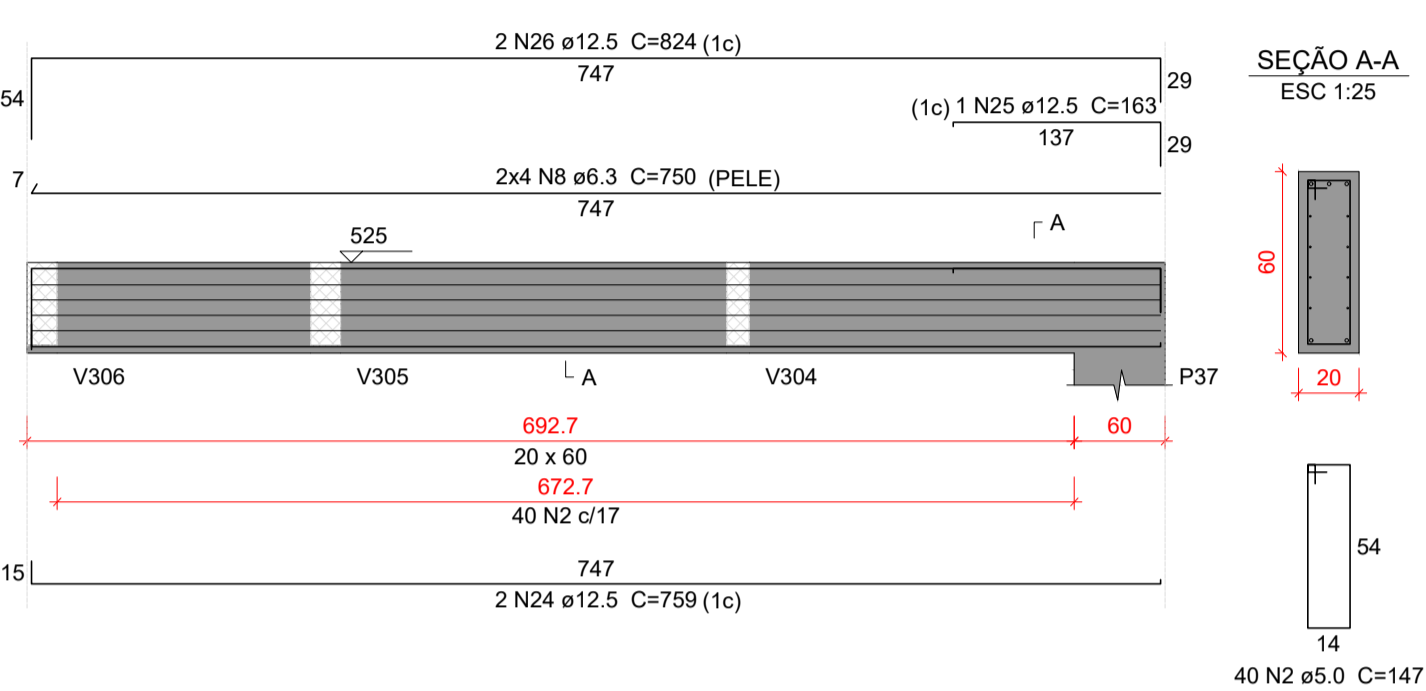 2 N26 ø12.5 C=824 (1c)
747
54
29
(1c) 1 N25 ø12.5 C=163
137
29
2x4 N8 ø6.3 C=750 (PELE)
7
747
A
525
V306
V305
A
V304
P37
692.7
60
20 x 60
672.7
40 N2 c/17
15
747
2 N24 ø12.5 C=759 (1c)
SEÇÃO A-A
ESC 1:25
60
20
54
14
40 N2 ø5.0 C=147